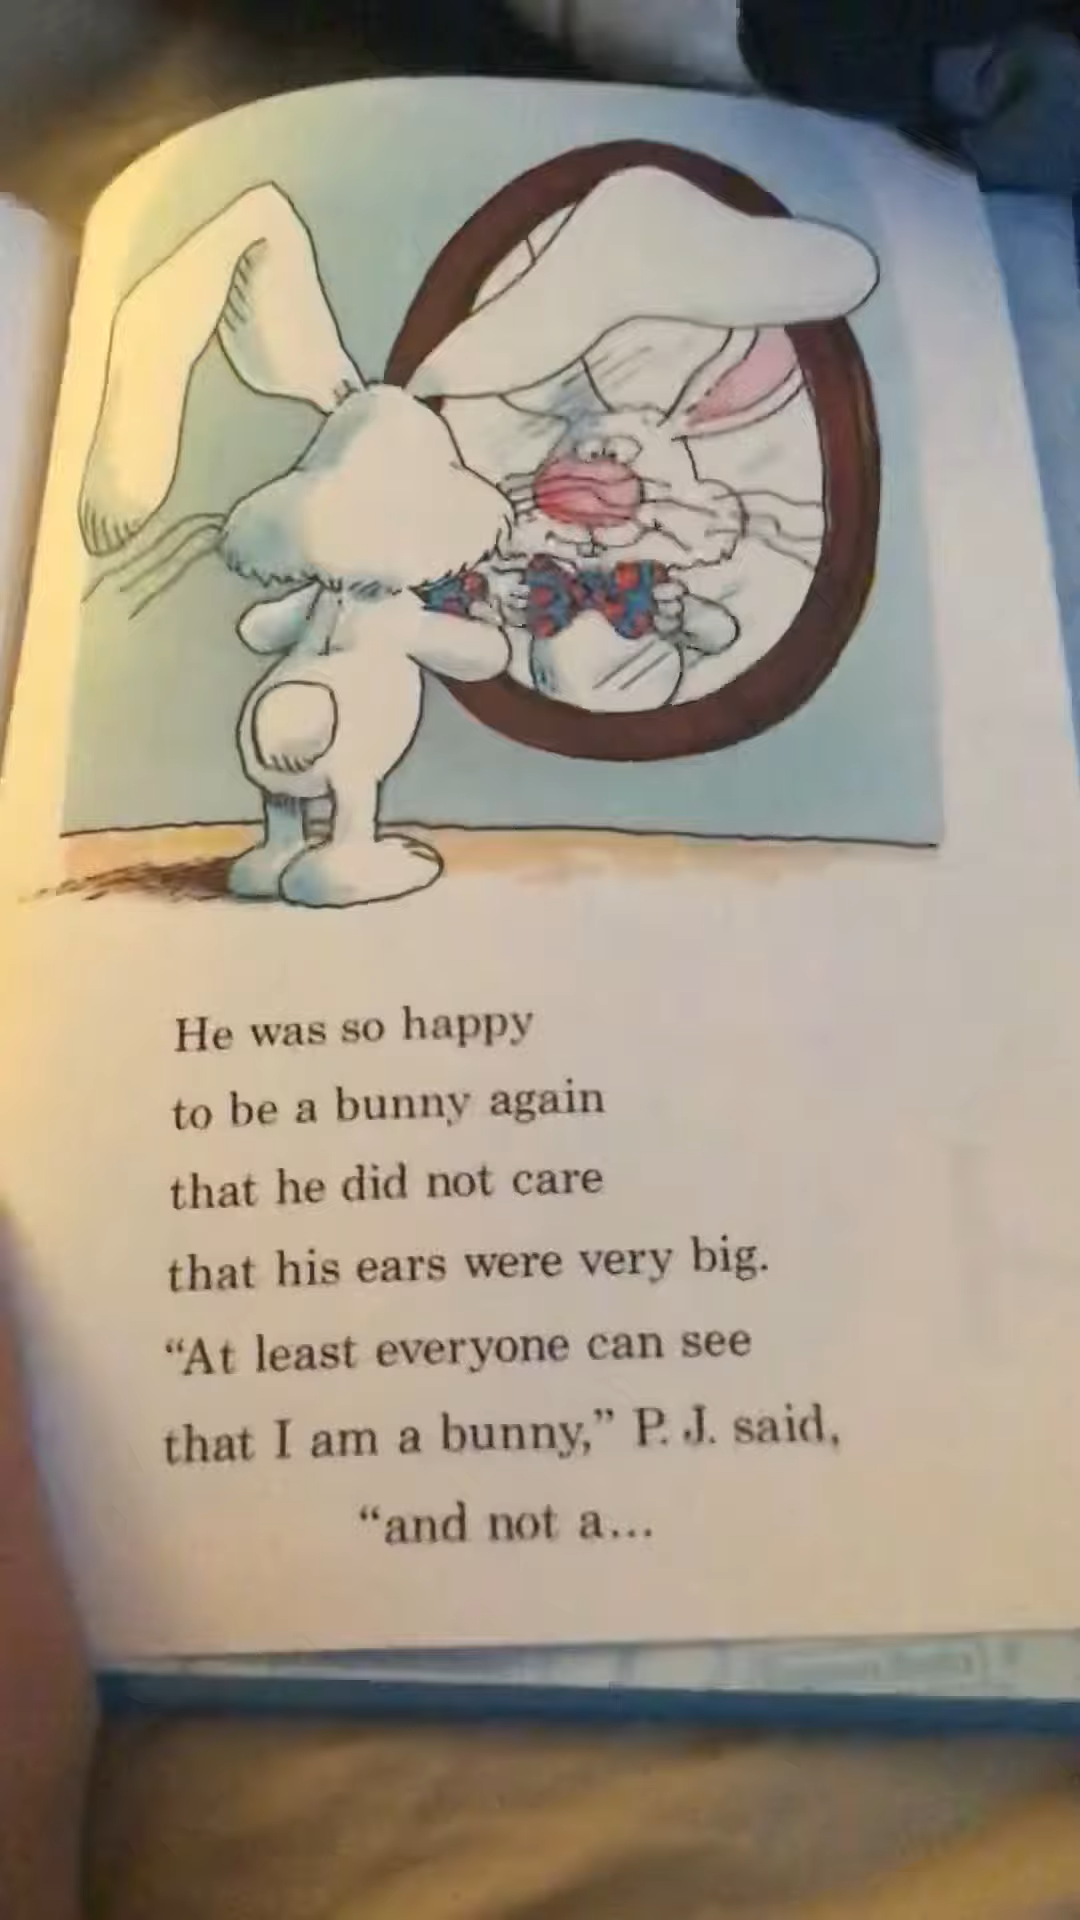 He was so happy
to be a bunny again
that he did not care
that his ears were very big.
“At least everyone can see
that I am a bunny,” P. J. said,
“and not a...